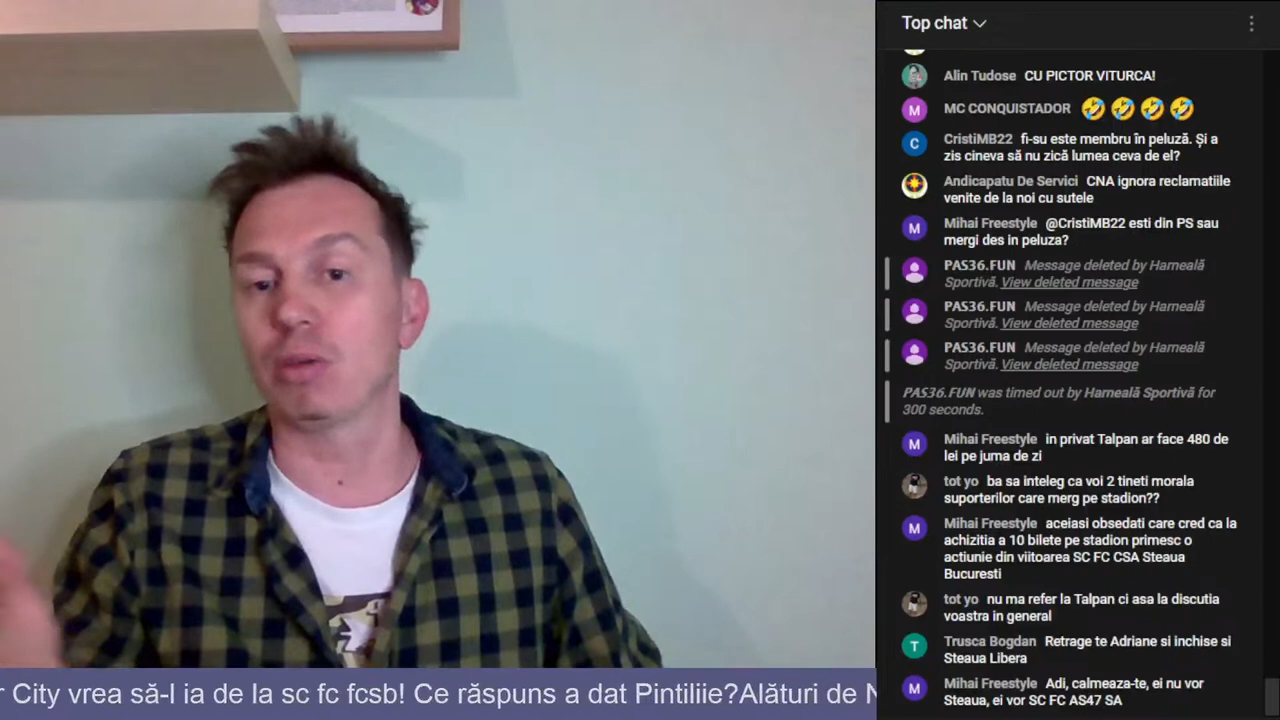 Top chat
Alin Tudose CU PICTOR VITURCA!
MC CONQUISTADOR 🤣🤣🤣🤣
CristiMB22 fi-su este membru în peluză. Și a
zis cineva să nu zică lumea ceva de el?
Andicapatu De Servici CNA ignora reclamatiile
venite de la noi cu sutele
Mihai Freestyle @CristiMB22 esti din PS sau
mergi des in peluza?
PAS36.FUN Message deleted by Harneală
Sportivă. View deleted message
PAS36.FUN Message deleted by Harneală
Sportivă. View deleted message
PAS36.FUN Message deleted by Harneală
Sportivă. View deleted message
PAS36.FUN was timed out by Harneală Sportivă for
300 seconds.
Mihai Freestyle in privat Talpan ar face 480 de
lei pe juma de zi
tot yo ba sa inteleg ca voi 2 tineti morala
suporterilor care merg pe stadion??
Mihai Freestyle aceiasi obsedati care cred ca la
achizitia a 10 bilete pe stadion primesc o
actiune din viitoarea SC FC CSA Steaua
Bucuresti
tot yo nu ma refer la Talpan ci asa la discutia
voastra in general
Trusca Bogdan Retrage te Adriane si inchise si
Steaua Libera
Mihai Freestyle Adi, calmeaza-te, ei nu vor
Steaua, ei vor SC FC AS47 SA
r City vrea să-l ia de la sc fc fcsb! Ce răspuns a dat Pintiliie?Alături de N